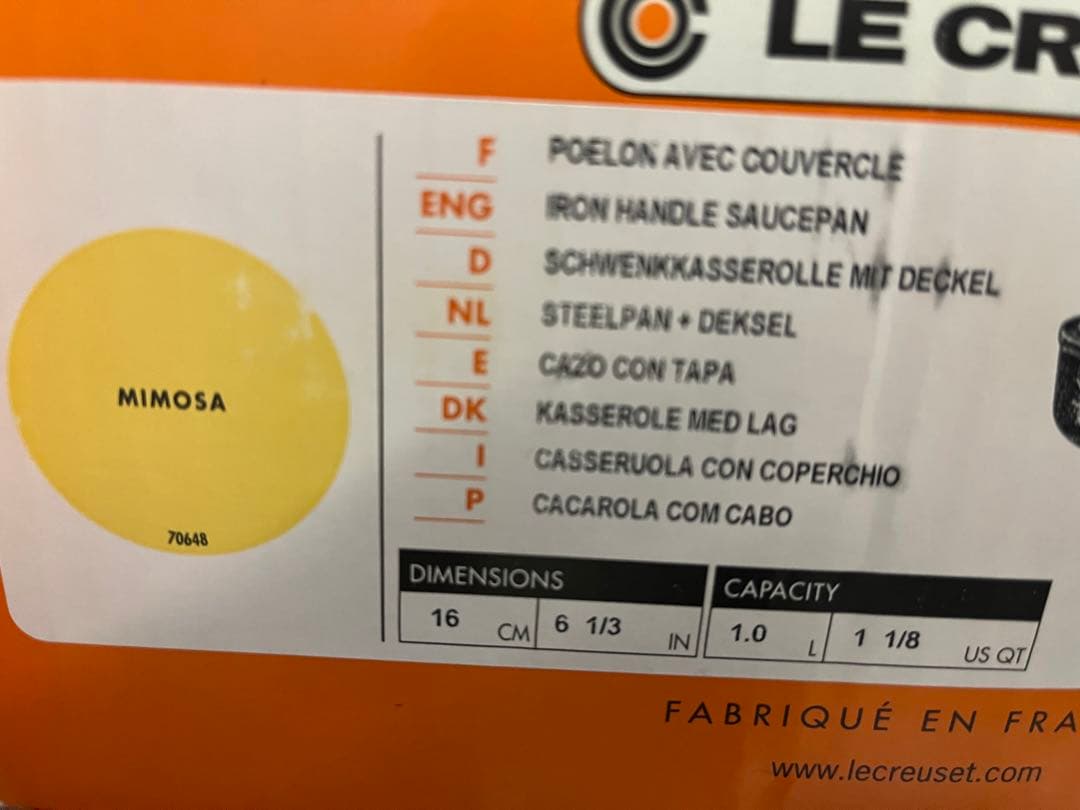 LE CR
F POELON AVEC COUVERCLE
ENG IRON HANDLE SAUCEPAN
D SCHWENKKASSEROLLE MIT DECKEL
NL STEELPAN + DEKSEL
E CAZO CON TAPA
DK KASSEROLE MED LAG
I CASSERUOLA CON COPERCHIO
P CACAROLA COM CABO
MIMOSA
70648
DIMENSIONS CAPACITY
16 CM 6 1/3 IN 1.0 L 1 1/8 US QT
FABRIQUÉ EN FRA
www.lecreuset.com